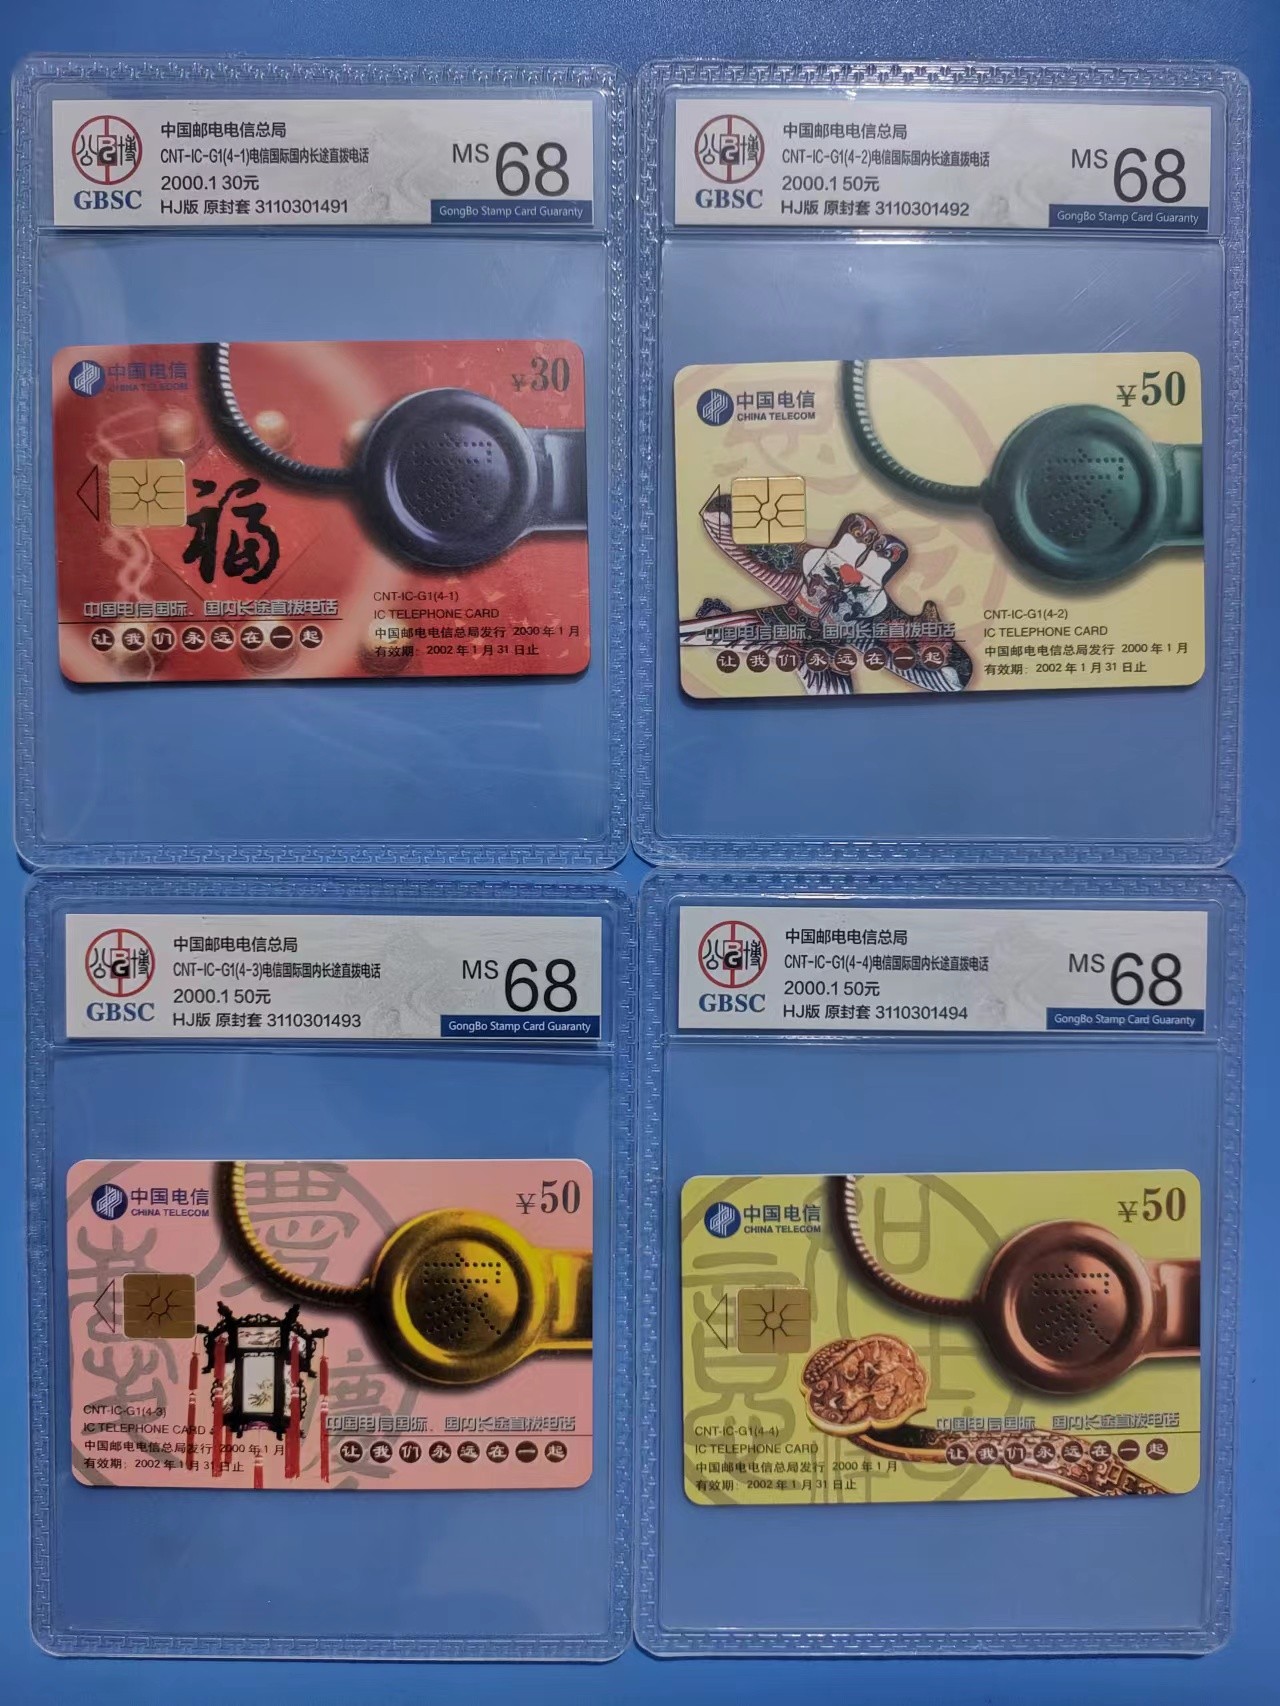 公博
GBSC
中国邮电电信总局
CNT-IC-G1(4-1)电信国际国内长途直拨电话
2000.1 30元
HJ版 原封套 3110301491
MS 68
GongBo Stamp Card Guaranty
中国电信
CHINA TELECOM
¥30
福
中国电信国际、国内长途直拨电话
让我们永远在一起
CNT-IC-G1(4-1)
IC TELEPHONE CARD
中国邮电电信总局发行 2000年1月
有效期：2002年1月31日止
公博
GBSC
中国邮电电信总局
CNT-IC-G1(4-2)电信国际国内长途直拨电话
2000.1 50元
HJ版 原封套 3110301492
MS 68
GongBo Stamp Card Guaranty
中国电信
CHINA TELECOM
¥50
中国电信国际、国内长途直拨电话
让我们永远在一起
CNT-IC-G1(4-2)
IC TELEPHONE CARD
中国邮电电信总局发行 2000年1月
有效期：2002年1月31日止
公博
GBSC
中国邮电电信总局
CNT-IC-G1(4-3)电信国际国内长途直拨电话
2000.1 50元
HJ版 原封套 3110301493
MS 68
GongBo Stamp Card Guaranty
中国电信
CHINA TELECOM
¥50
慶
CNT-IC-G1(4-3)
IC TELEPHONE CARD
中国邮电电信总局发行 2000年1月
有效期：2002年1月31日止
中国电信国际、国内长途直拨电话
让我们永远在一起
公博
GBSC
中国邮电电信总局
CNT-IC-G1(4-4)电信国际国内长途直拨电话
2000.1 50元
HJ版 原封套 3110301494
MS 68
GongBo Stamp Card Guaranty
中国电信
CHINA TELECOM
¥50
CNT-IC-G1(4-4)
IC TELEPHONE CARD
中国邮电电信总局发行 2000年1月
有效期：2002年1月31日止
中国电信国际、国内长途直拨电话
让我们永远在一起